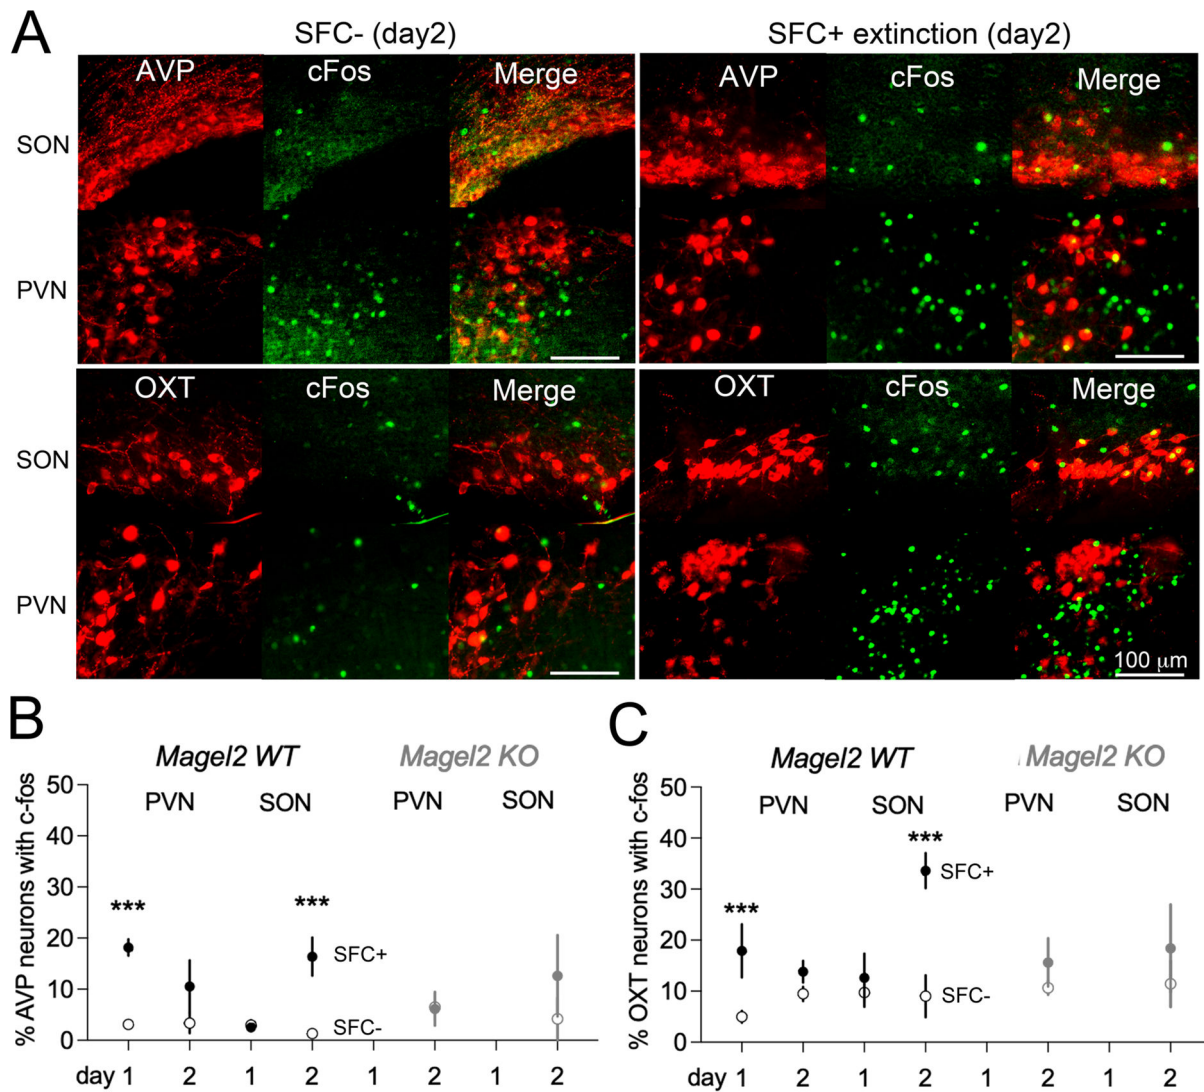 A
SFC- (day2)
SFC+ extinction (day2)
AVP cFos Merge
AVP cFos Merge
SON
PVN
OXT cFos Merge
OXT cFos Merge
SON
PVN
100 μm
B
Magel2 WT Magel2 KO
PVN SON PVN SON
% AVP neurons with c-fos
50
40
30
20
10
0
*** ***
SFC+
SFC-
day 1 2 1 2 1 2 1 2
C
Magel2 WT Magel2 KO
PVN SON PVN SON
% OXT neurons with c-fos
50
40
30
20
10
0
*** ***
SFC+
SFC-
day 1 2 1 2 1 2 1 2